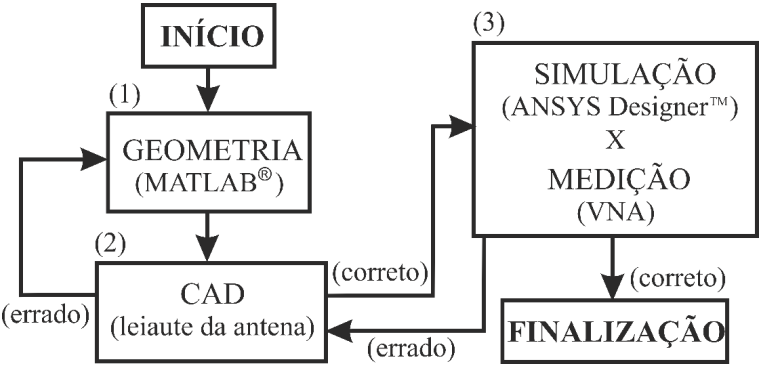 INÍCIO
(1)
GEOMETRIA
(MATLAB®)
(2)
CAD
(leiaute da antena)
(errado)
(correto)
(3)
SIMULAÇÃO
(ANSYS Designer™)
X
MEDIÇÃO
(VNA)
(errado)
(correto)
FINALIZAÇÃO